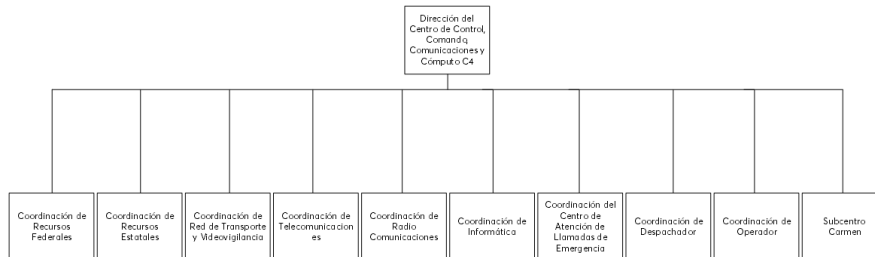 Dirección del
Centro de Control,
Comando,
Comunicaciones y
Cómputo C4
Coordinación de
Recursos
Federales
Coordinación de
Recursos
Estatales
Coordinación de
Red de Transporte
y Videovigilancia
Coordinación de
Telecomunicacion
es
Coordinación de
Radio
Comunicaciones
Coordinación de
Informática
Coordinación del
Centro de
Atención de
Llamadas de
Emergencia
Coordinación de
Despachador
Coordinación de
Operador
Subcentro
Carmen